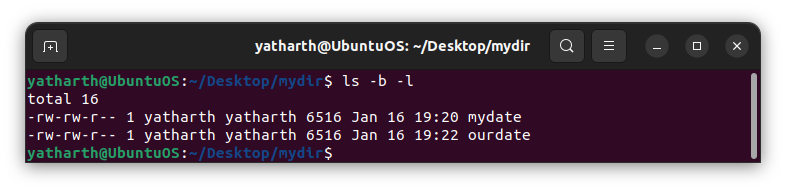 yatharth@UbuntuOS: ~/Desktop/mydir
yatharth@UbuntuOS:~/Desktop/mydir$ ls -b -l
total 16
-rw-rw-r-- 1 yatharth yatharth 6516 Jan 16 19:20 mydate
-rw-rw-r-- 1 yatharth yatharth 6516 Jan 16 19:22 ourdate
yatharth@UbuntuOS:~/Desktop/mydir$